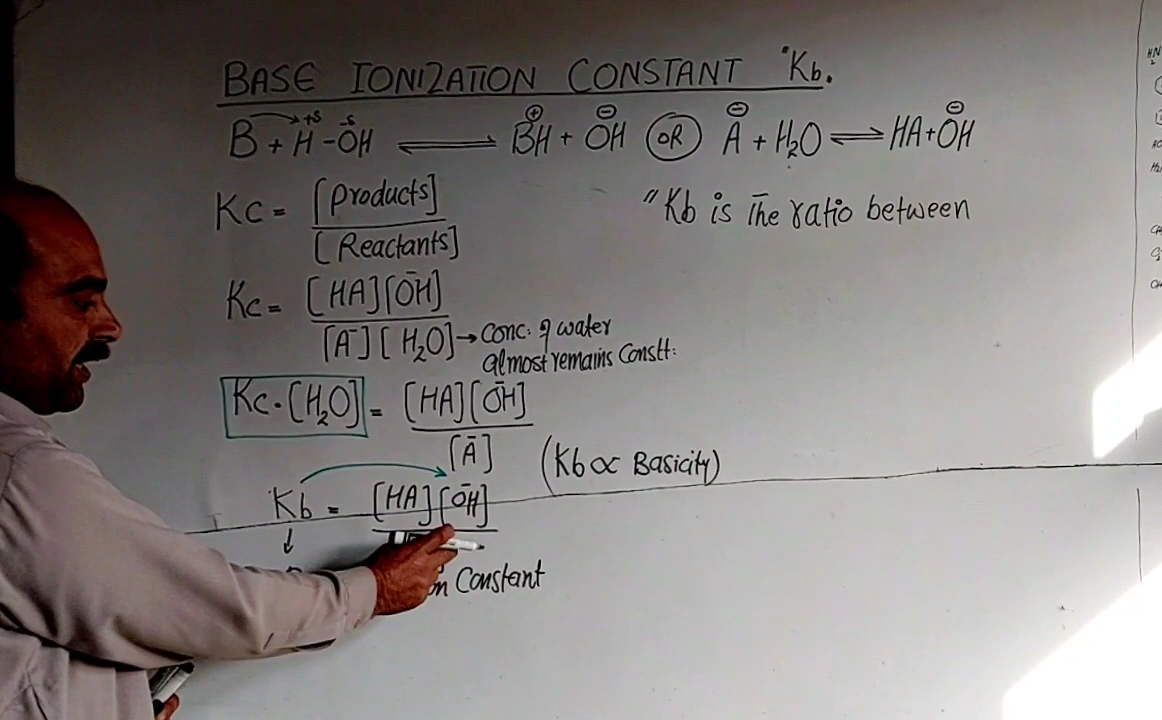 BASE IONIZATION CONSTANT "Kb.
B + H^{+δ} - OH^{-δ} ⇌ BH^⊕ + OH^⊖ (OR) A^⊖ + H₂O ⇌ HA + OH^⊖
Kc = [Products]
[Reactants]
"Kb is The ratio between
Kc = [HA][OH⁻]
[A⁻][H₂O] → Conc: of water
almost remains Constt:
Kc · [H₂O] = [HA][OH⁻]
[A⁻]
(Kb ∝ Basicity)
Kb = [HA][OH⁻]
↓
Constant